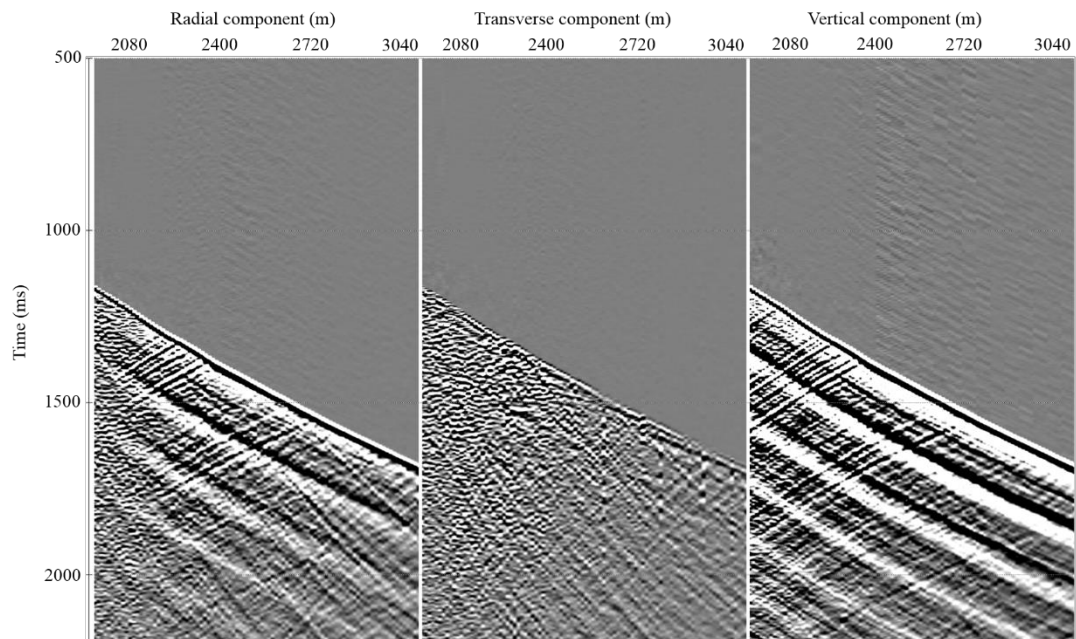 Radial component (m)
Transverse component (m)
Vertical component (m)
2080 2400 2720 3040
2080 2400 2720 3040
2080 2400 2720 3040
500
1000
1500
2000
Time (ms)